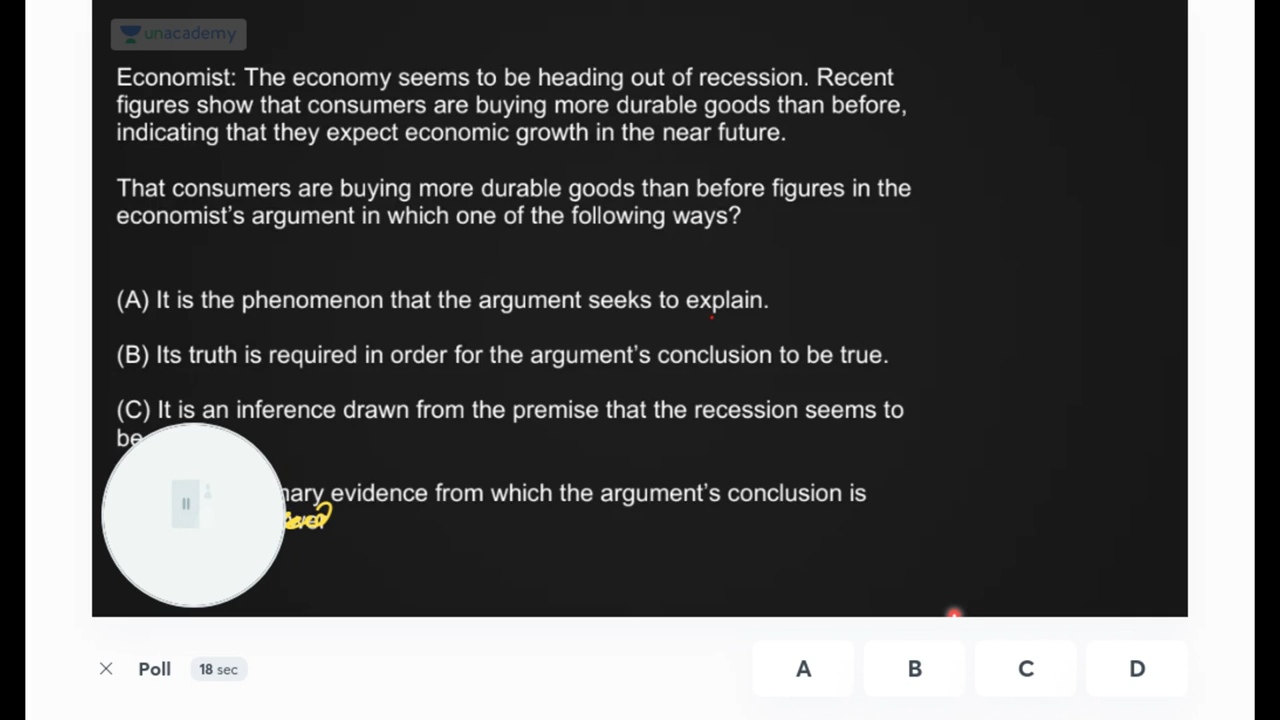 unacademy
Economist: The economy seems to be heading out of recession. Recent
figures show that consumers are buying more durable goods than before,
indicating that they expect economic growth in the near future.
That consumers are buying more durable goods than before figures in the
economist's argument in which one of the following ways?
(A) It is the phenomenon that the argument seeks to explain.
(B) Its truth is required in order for the argument's conclusion to be true.
(C) It is an inference drawn from the premise that the recession seems to
be
evidence from which the argument's conclusion is
Poll 18 sec A B C D